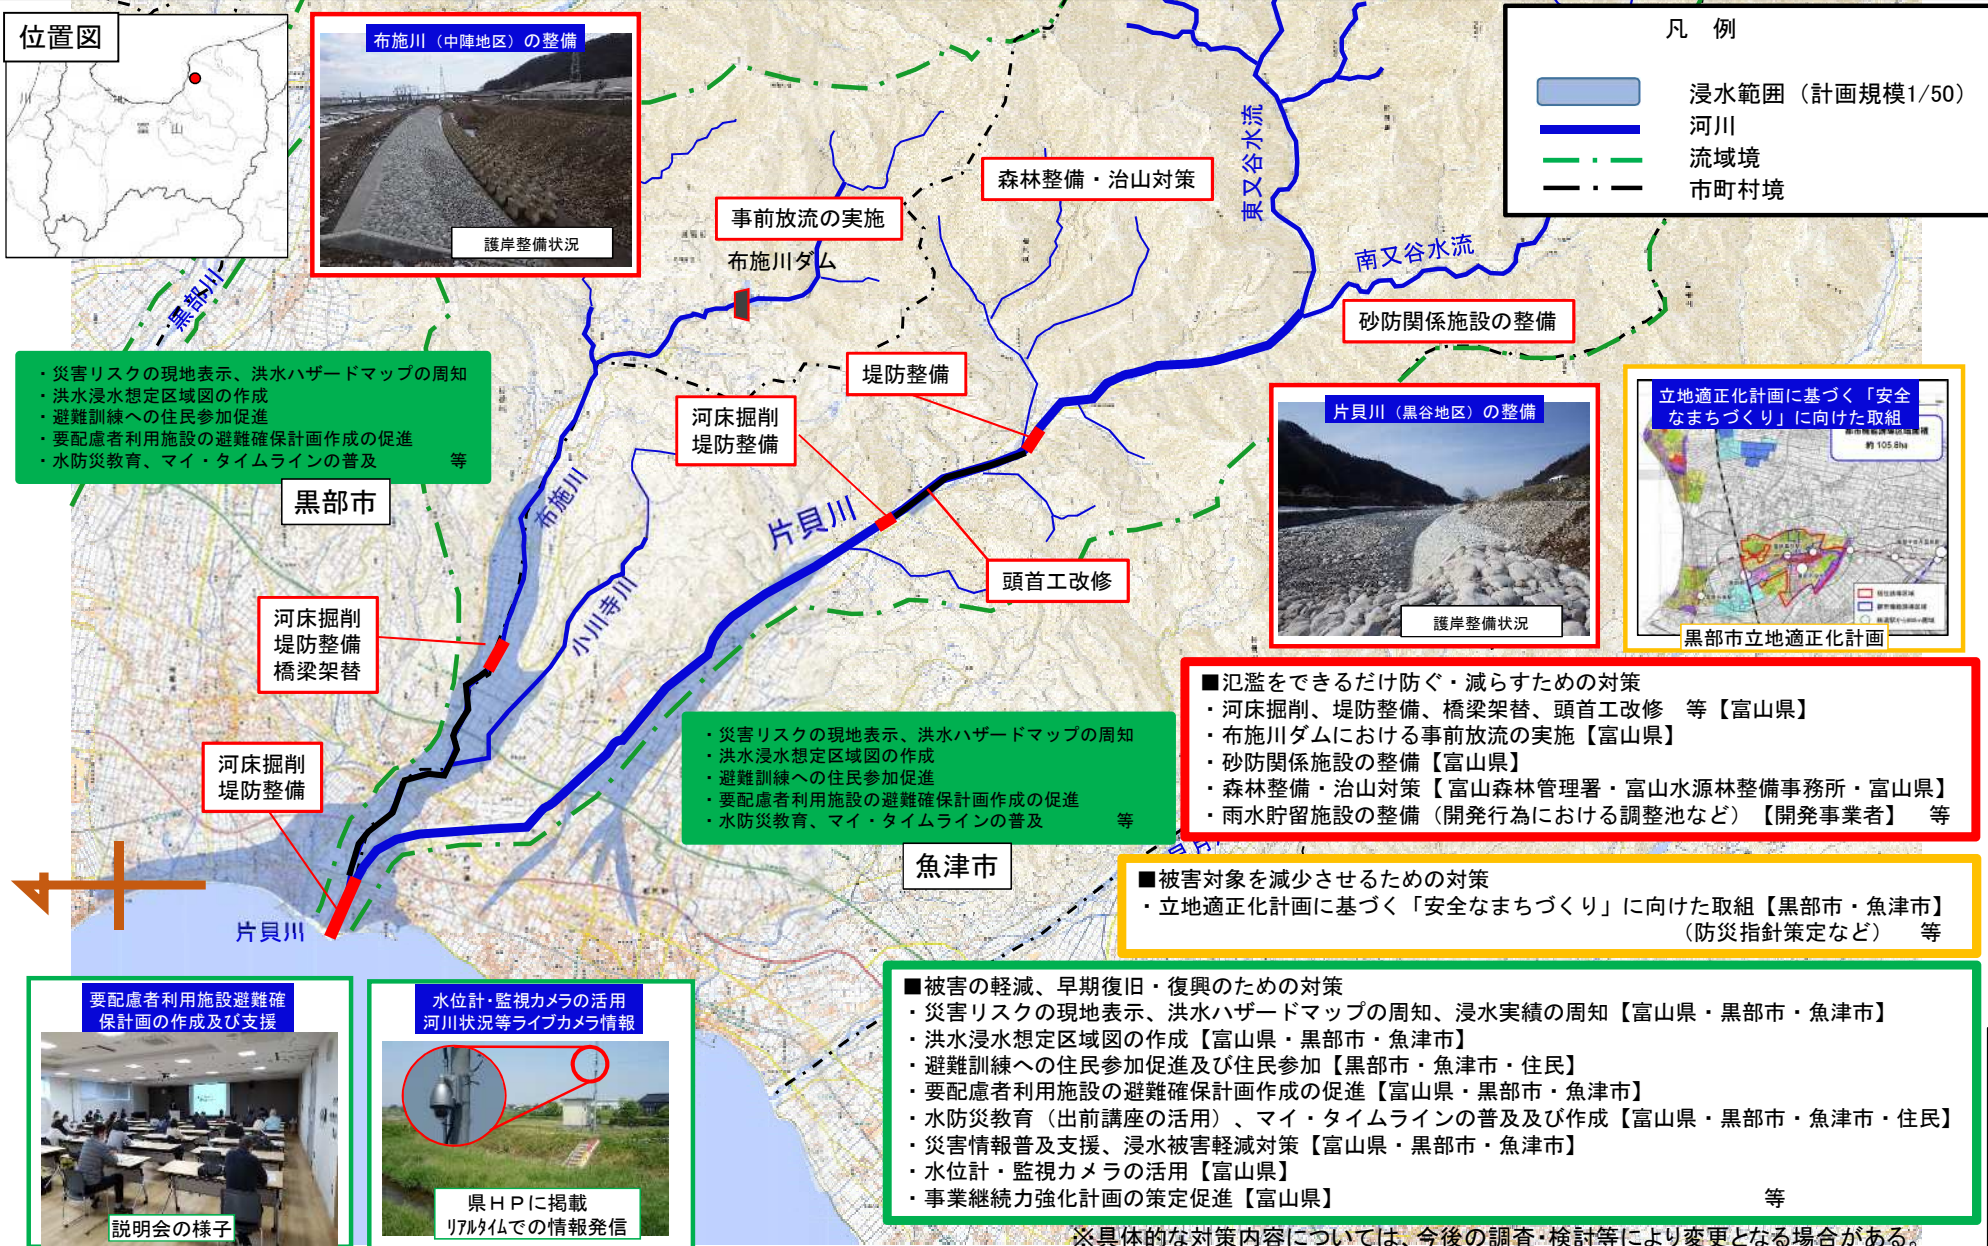 位置図
富
山
布施川（中陣地区）の整備
護岸整備状況
凡 例
浸水範囲（計画規模1/50）
河川
流域境
市町村境
森林整備・治山対策
事前放流の実施
布施川ダム
東又谷水流
南又谷水流
砂防関係施設の整備
黒部川
堤防整備
河床掘削
堤防整備
・災害リスクの現地表示、洪水ハザードマップの周知
・洪水浸水想定区域図の作成
・避難訓練への住民参加促進
・要配慮者利用施設の避難確保計画作成の促進
・水防災教育、マイ・タイムラインの普及 等
黒部市
布施川
片貝川
小川寺川
頭首工改修
片貝川（黒谷地区）の整備
護岸整備状況
立地適正化計画に基づく「安全
なまちづくり」に向けた取組
約 105.8ha
黒部市立地適正化計画
河床掘削
堤防整備
橋梁架替
河床掘削
堤防整備
片貝川
・災害リスクの現地表示、洪水ハザードマップの周知
・洪水浸水想定区域図の作成
・避難訓練への住民参加促進
・要配慮者利用施設の避難確保計画作成の促進
・水防災教育、マイ・タイムラインの普及 等
魚津市
■氾濫をできるだけ防ぐ・減らすための対策
・河床掘削、堤防整備、橋梁架替、頭首工改修 等【富山県】
・布施川ダムにおける事前放流の実施【富山県】
・砂防関係施設の整備【富山県】
・森林整備・治山対策【富山森林管理署・富山水源林整備事務所・富山県】
・雨水貯留施設の整備（開発行為における調整池など）【開発事業者】 等
■被害対象を減少させるための対策
・立地適正化計画に基づく「安全なまちづくり」に向けた取組【黒部市・魚津市】
（防災指針策定など） 等
■被害の軽減、早期復旧・復興のための対策
・災害リスクの現地表示、洪水ハザードマップの周知、浸水実績の周知【富山県・黒部市・魚津市】
・洪水浸水想定区域図の作成【富山県・黒部市・魚津市】
・避難訓練への住民参加促進及び住民参加【黒部市・魚津市・住民】
・要配慮者利用施設の避難確保計画作成の促進【富山県・黒部市・魚津市】
・水防災教育（出前講座の活用）、マイ・タイムラインの普及及び作成【富山県・黒部市・魚津市・住民】
・災害情報普及支援、浸水被害軽減対策【富山県・黒部市・魚津市】
・水位計・監視カメラの活用【富山県】
・事業継続力強化計画の策定促進【富山県】 等
要配慮者利用施設避難確
保計画の作成及び支援
説明会の様子
水位計・監視カメラの活用
河川状況等ライブカメラ情報
県ＨＰに掲載
ﾘｱﾙﾀｲﾑでの情報発信
※具体的な対策内容については、今後の調査・検討等により変更となる場合がある。